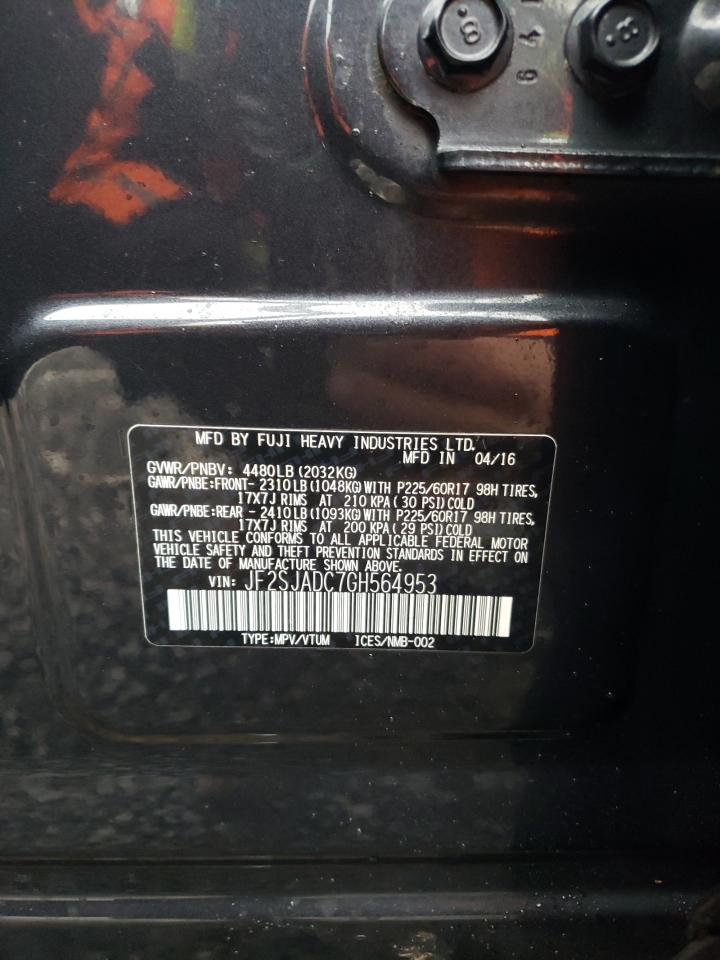 8
149
8
MFD BY FUJI HEAVY INDUSTRIES LTD.
MFD IN 04/16
GVWR/PNBV: 4480LB(2032KG)
GAWR/PNBE:FRONT- 2310LB(1048KG)WITH P225/60R17 98H TIRES,
17X7J RIMS AT 210 KPA(30 PSI)COLD
GAWR/PNBE:REAR - 2410LB(1093KG)WITH P225/60R17 98H TIRES,
17X7J RIMS AT 200 KPA(29 PSI)COLD
THIS VEHICLE CONFORMS TO ALL APPLICABLE FEDERAL MOTOR
VEHICLE SAFETY AND THEFT PREVENTION STANDARDS IN EFFECT ON
THE DATE OF MANUFACTURE SHOWN ABOVE.
VIN: JF2SJADC7GH564953
TYPE:MPV/VTUM ICES/NMB-002